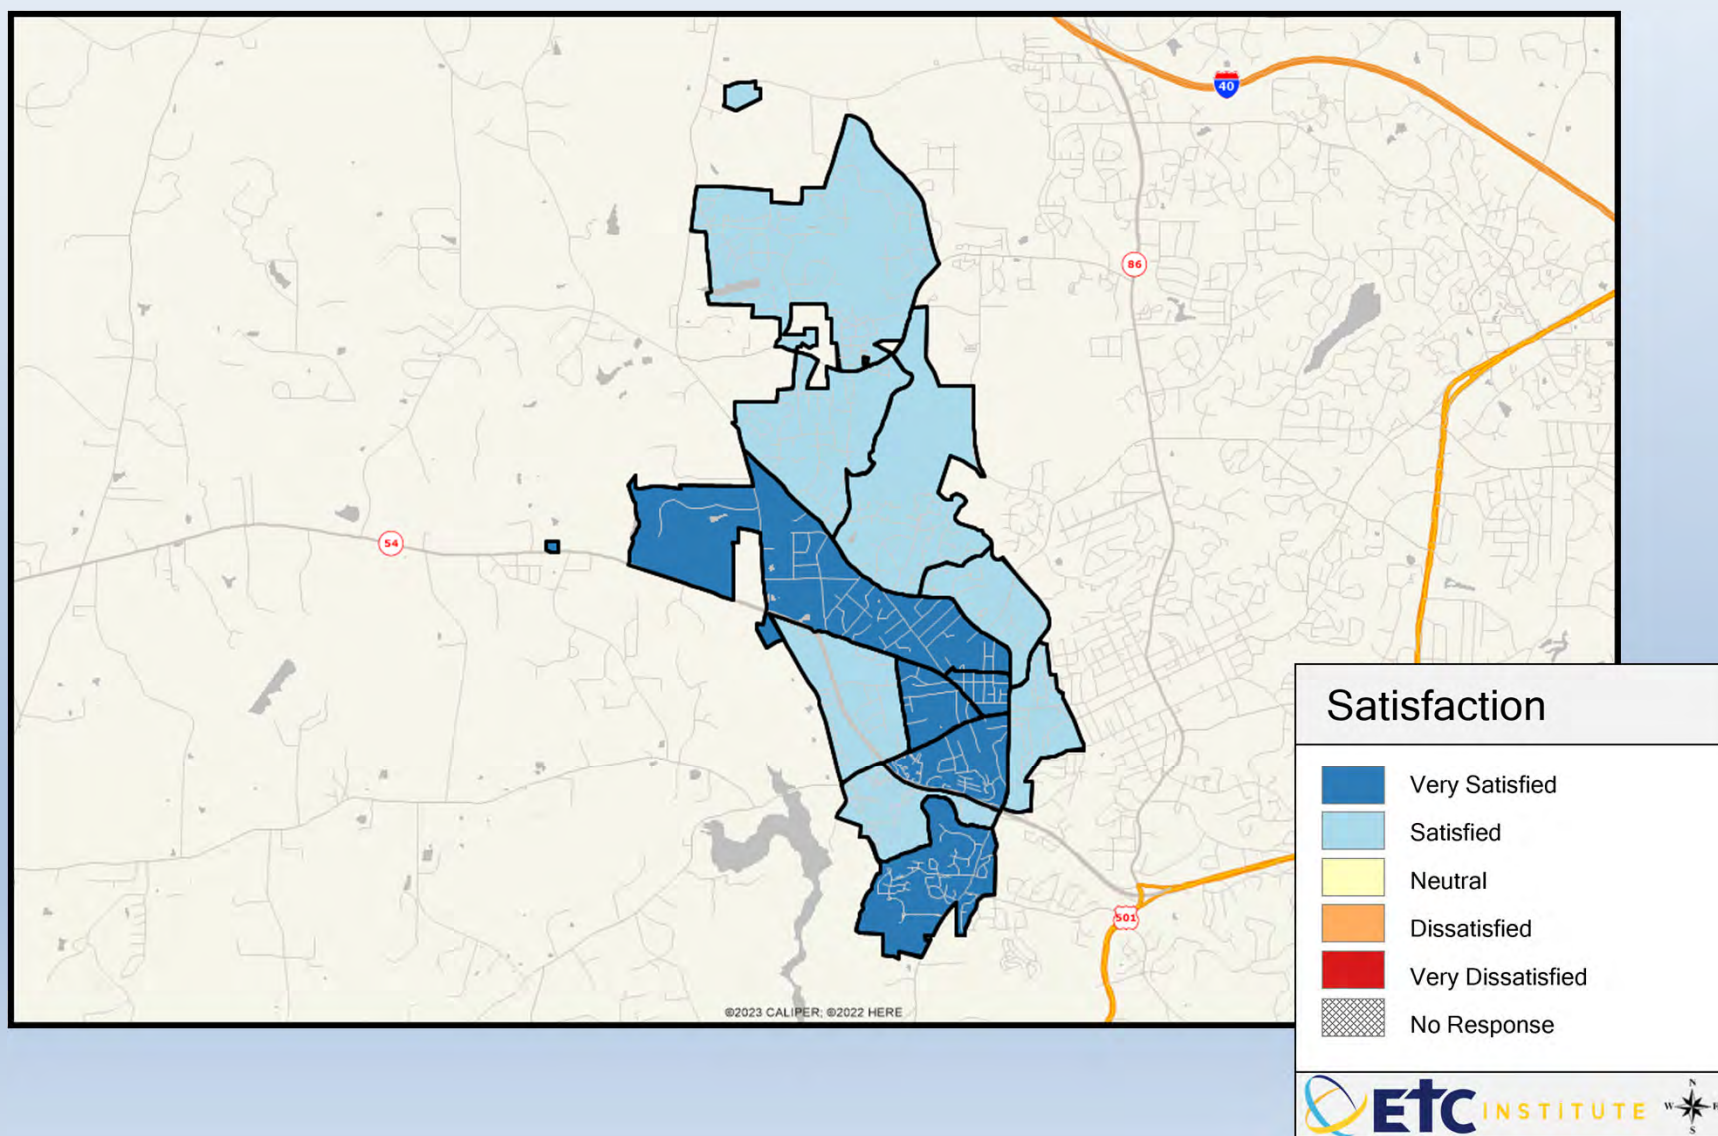 40
86
54
501
©2023 CALIPER; ©2022 HERE
Satisfaction
Very Satisfied
Satisfied
Neutral
Dissatisfied
Very Dissatisfied
No Response
ETC INSTITUTE
N
W E
S